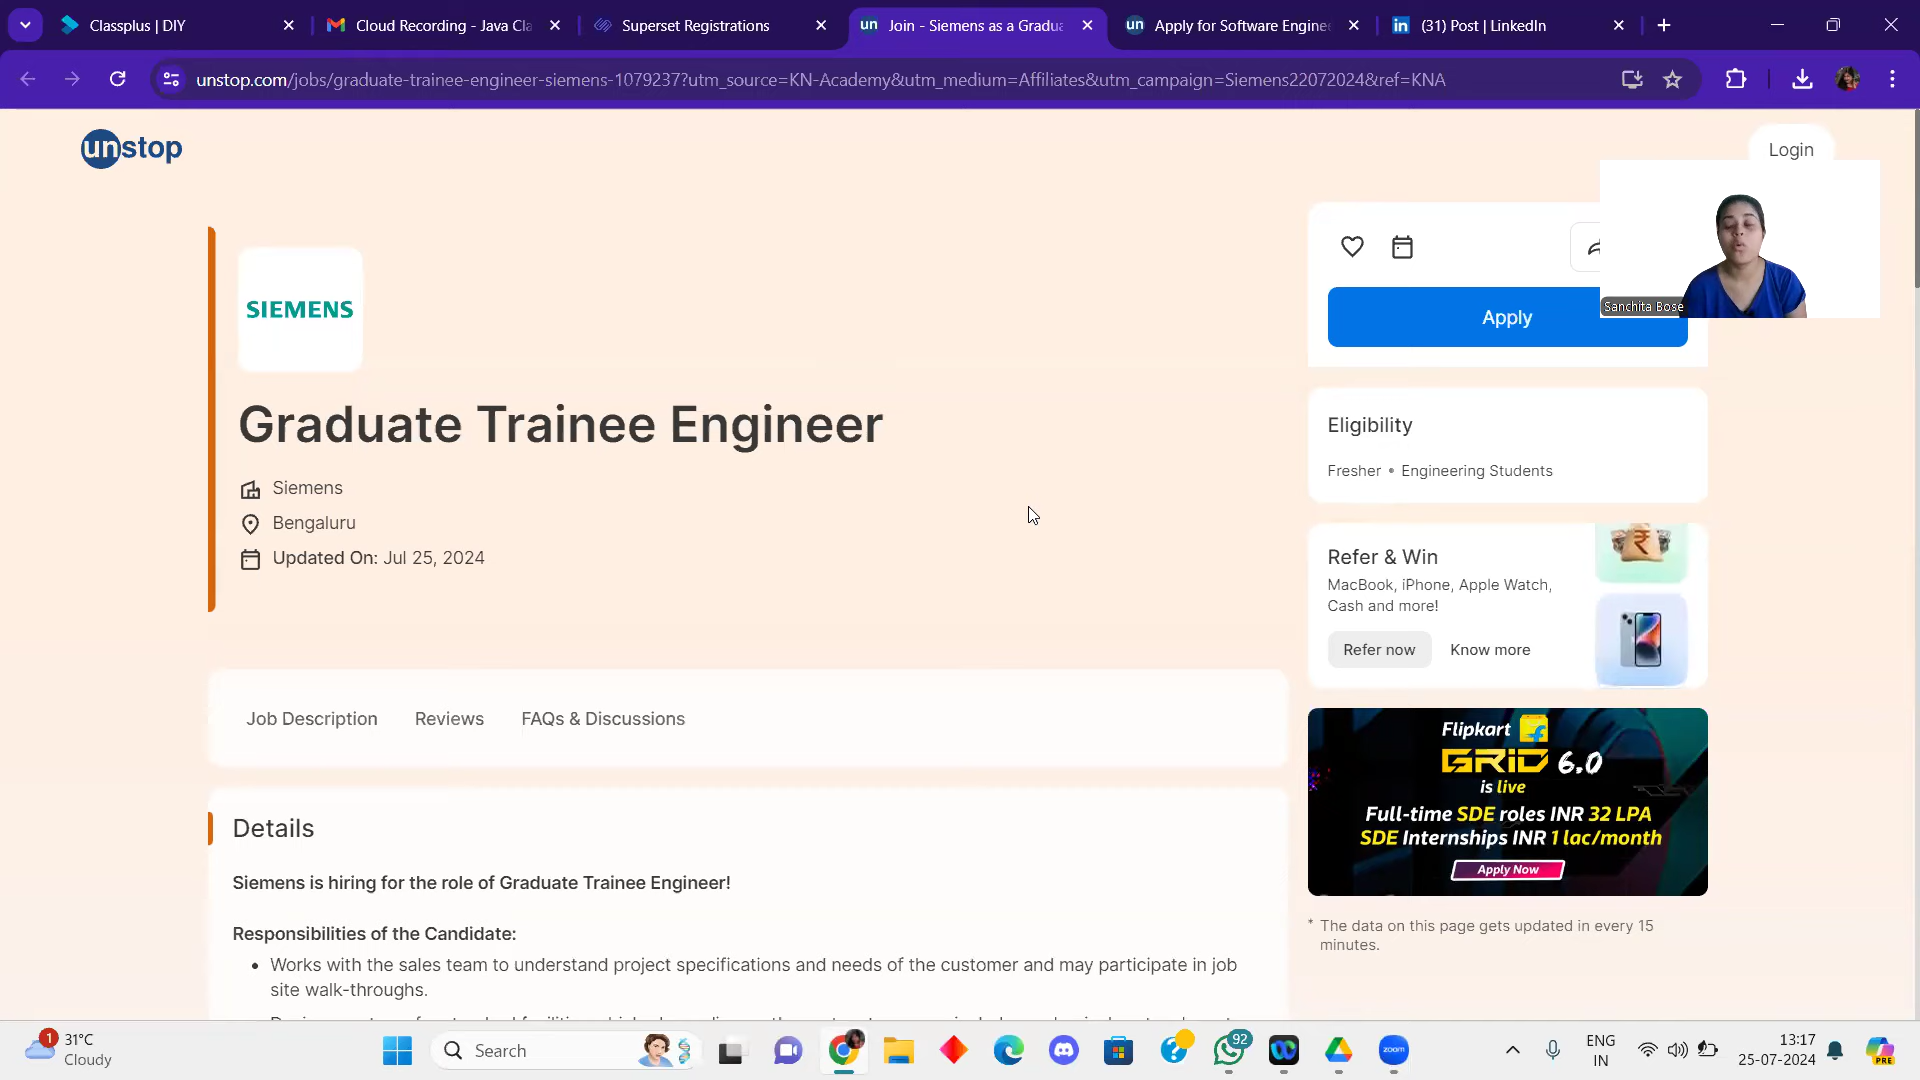 Classplus | DIY
Cloud Recording - Java Cla
Superset Registrations
un Join - Siemens as a Gradua
un Apply for Software Enginee
in (31) Post | LinkedIn
unstop.com/jobs/graduate-trainee-engineer-siemens-1079237?utm_source=KN-Academy&utm_medium=Affiliates&utm_campaign=Siemens22072024&ref=KNA
unstop
Login
SIEMENS
Apply
Sanchita Bose
Graduate Trainee Engineer
Siemens
Bengaluru
Updated On: Jul 25, 2024
Eligibility
Fresher • Engineering Students
Refer & Win
MacBook, iPhone, Apple Watch,
Cash and more!
Refer now
Know more
Job Description
Reviews
FAQs & Discussions
Flipkart
GRiD 6.0
is live
Full-time SDE roles INR 32 LPA
SDE Internships INR 1 lac/month
Apply Now
* The data on this page gets updated in every 15
minutes.
Details
Siemens is hiring for the role of Graduate Trainee Engineer!
Responsibilities of the Candidate:
• Works with the sales team to understand project specifications and needs of the customer and may participate in job
site walk-throughs.
1
31°C
Cloudy
Search
92
zoom
ENG
IN
13:17
25-07-2024
PRE